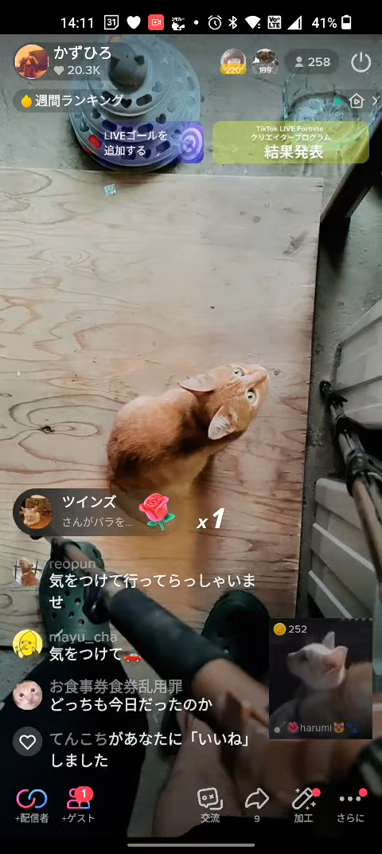 14:11
31
41%
かずひろ
20.3K
220
199
258
週間ランキング
LIVEゴールを
追加する
TikTok LIVE Fortnite
クリエイタープログラム
結果発表
ツインズ
さんがバラを...
x1
reopun
気をつけて行ってらっしゃいま
せ
mayu_cha
気をつけて🚗
お食事券食券乱用罪
どっちも今日だったのか
てんこちがあなたに「いいね」
しました
252
🌺harumi😺🐾
+配信者
1
+ゲスト
交流
9
加工
さらに